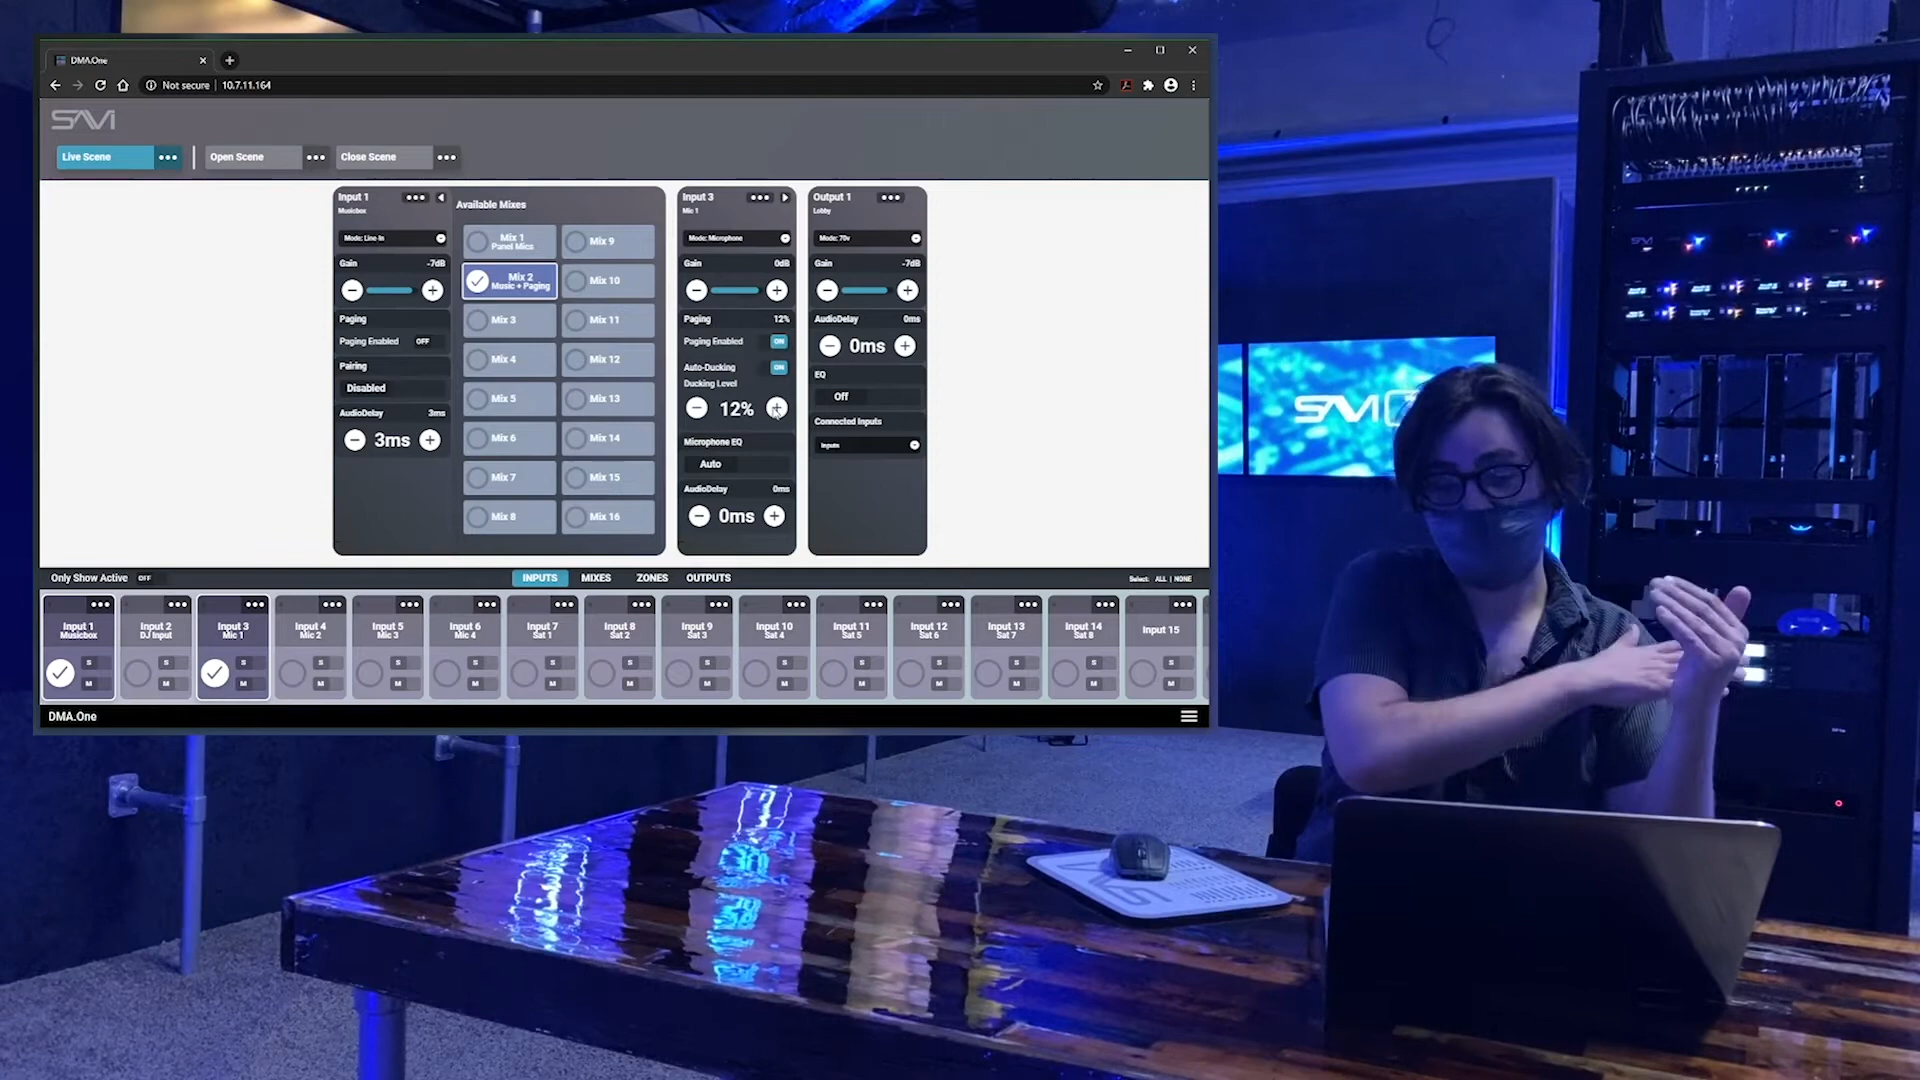 DMA.One
Not secure
10.7.11.164
SAVI
Live Scene
Open Scene
Close Scene
Input 1
Musicbox
Mode: Line-In
Gain -7dB
Paging
Paging Enabled OFF
Pairing
Disabled
AudioDelay 3ms
3ms
Available Mixes
Mix 1
Panel Mics
Mix 9
Mix 2
Music + Paging
Mix 10
Mix 3
Mix 11
Mix 4
Mix 12
Mix 5
Mix 13
Mix 6
Mix 14
Mix 7
Mix 15
Mix 8
Mix 16
Input 3
Mic 1
Mode: Microphone
Gain 0dB
Paging 12%
Paging Enabled ON
Auto-Ducking ON
Ducking Level
12%
Microphone EQ
Auto
AudioDelay 0ms
0ms
Output 1
Lobby
Mode: 70v
Gain -7dB
AudioDelay 0ms
0ms
EQ
Off
Connected Inputs
Inputs
Only Show Active OFF
INPUTS MIXES ZONES OUTPUTS
Select: ALL | NONE
Input 1
Musicbox
S
M
Input 2
DJ Input
S
M
Input 3
Mic 1
S
M
Input 4
Mic 2
S
M
Input 5
Mic 3
S
M
Input 6
Mic 4
S
M
Input 7
Sat 1
S
M
Input 8
Sat 2
S
M
Input 9
Sat 3
S
M
Input 10
Sat 4
S
M
Input 11
Sat 5
S
M
Input 12
Sat 6
S
M
Input 13
Sat 7
S
M
Input 14
Sat 8
S
M
Input 15
S
M
DMA.One
SAVI